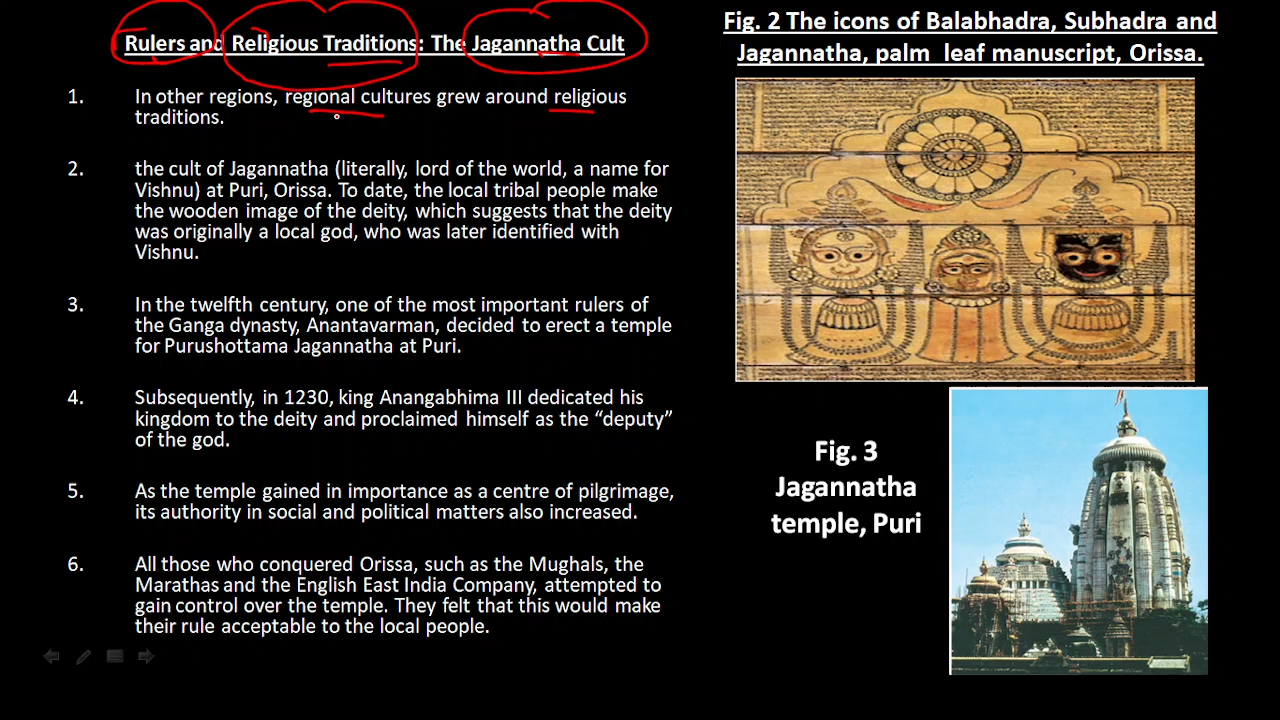 Rulers and Religious Traditions: The Jagannatha Cult
1. In other regions, regional cultures grew around religious
traditions.
2. the cult of Jagannatha (literally, lord of the world, a name for
Vishnu) at Puri, Orissa. To date, the local tribal people make
the wooden image of the deity, which suggests that the deity
was originally a local god, who was later identified with
Vishnu.
3. In the twelfth century, one of the most important rulers of
the Ganga dynasty, Anantavarman, decided to erect a temple
for Purushottama Jagannatha at Puri.
4. Subsequently, in 1230, king Anangabhima III dedicated his
kingdom to the deity and proclaimed himself as the “deputy”
of the god.
5. As the temple gained in importance as a centre of pilgrimage,
its authority in social and political matters also increased.
6. All those who conquered Orissa, such as the Mughals, the
Marathas and the English East India Company, attempted to
gain control over the temple. They felt that this would make
their rule acceptable to the local people.
Fig. 2 The icons of Balabhadra, Subhadra and
Jagannatha, palm leaf manuscript, Orissa.
Fig. 3
Jagannatha
temple, Puri